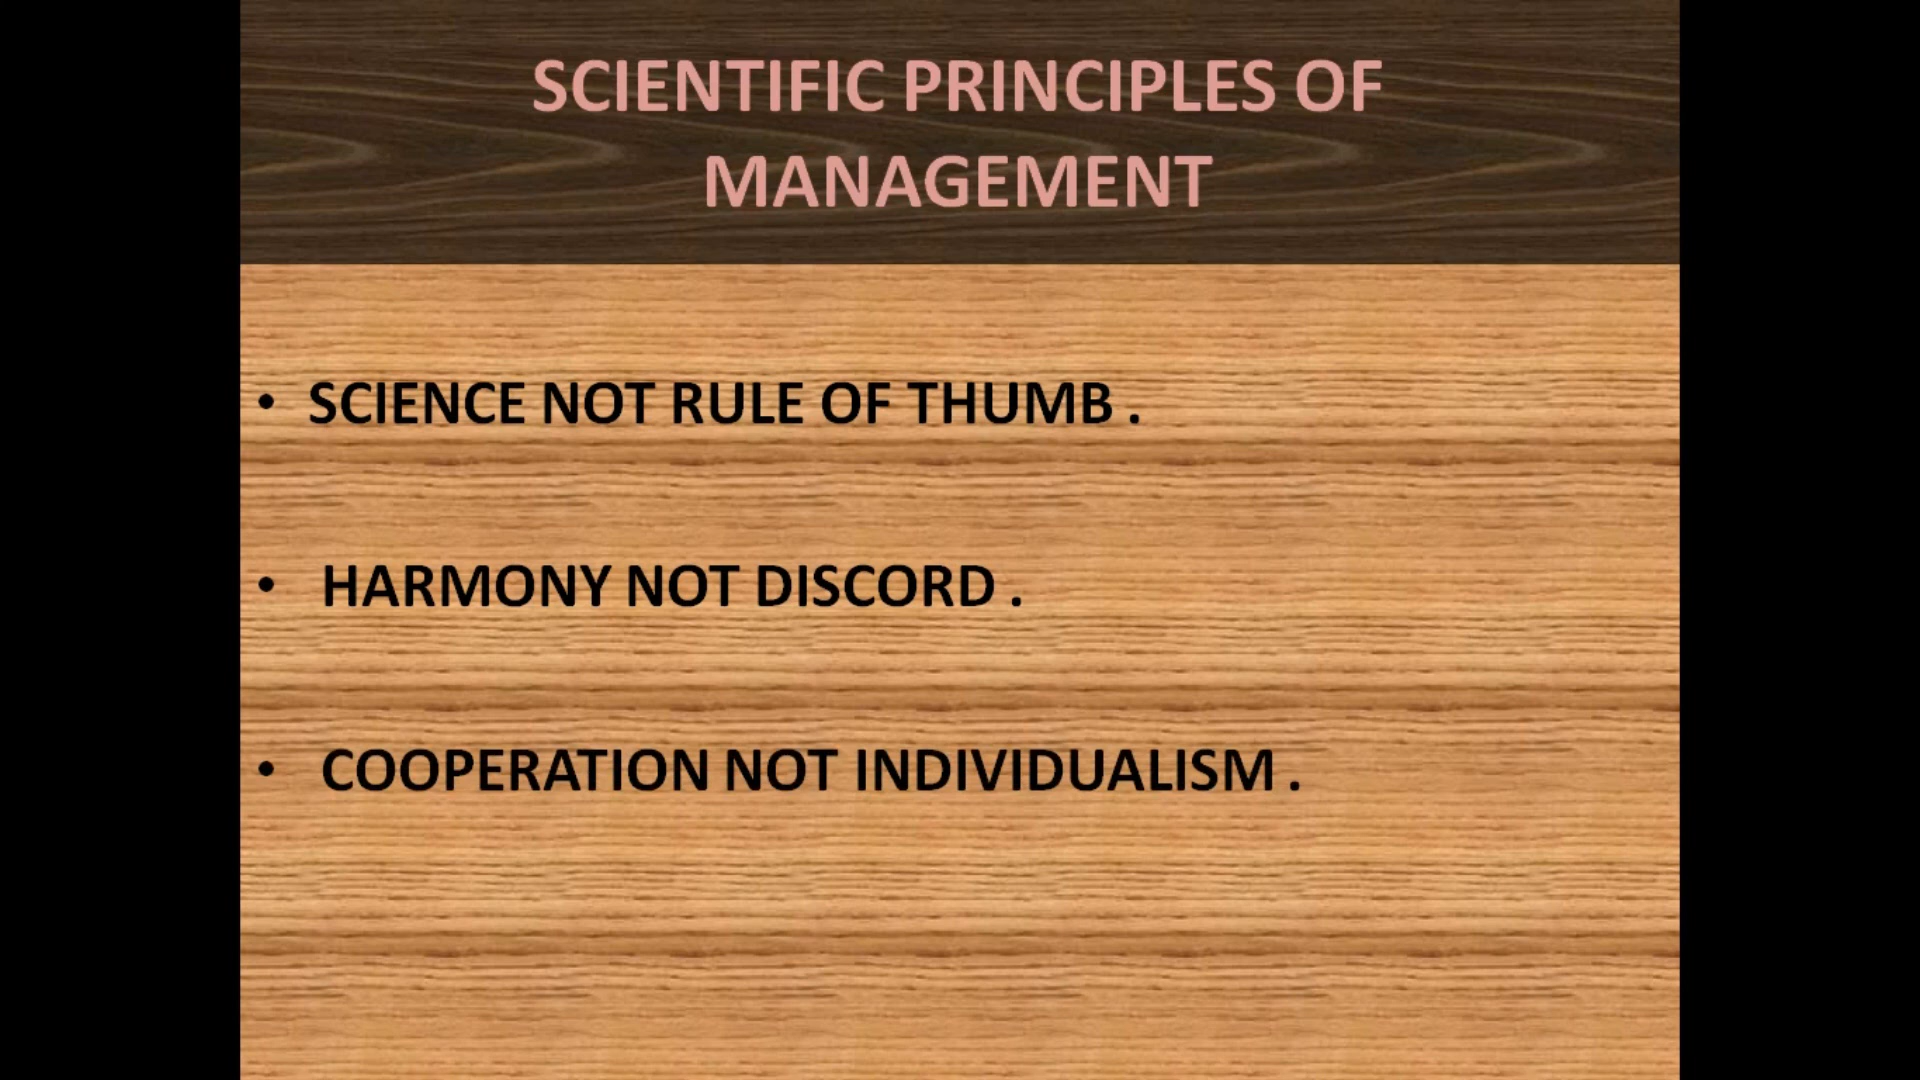 SCIENTIFIC PRINCIPLES OF
MANAGEMENT
• SCIENCE NOT RULE OF THUMB .
• HARMONY NOT DISCORD .
• COOPERATION NOT INDIVIDUALISM .